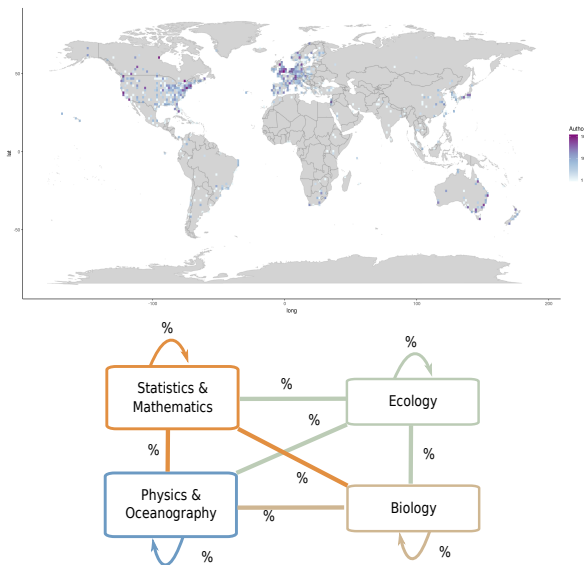 50
0
-50
lat
-100
0
100
200
long
Autho
%
%
Statistics &
Mathematics
%
Ecology
%
%
%
%
Physics &
Oceanography
%
Biology
%
%